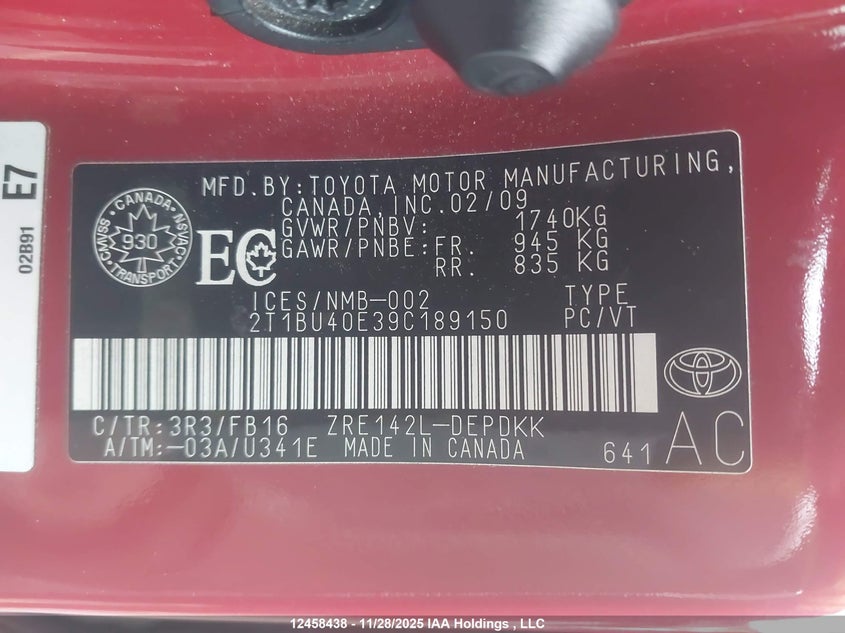 E7
02B91
CANADA
CMVSS · NSVAC
930
TRANSPORT
EC
MFD.BY:TOYOTA MOTOR MANUFACTURING,
CANADA,INC.02/09
GVWR/PNBV: 1740KG
GAWR/PNBE:FR. 945 KG
RR. 835 KG
ICES/NMB-002 TYPE
2T1BU40E39C189150 PC/VT
C/TR:3R3/FB16 ZRE142L-DEPDKK
A/TM:-03A/U341E MADE IN CANADA
641 AC
12458438 - 11/28/2025 IAA Holdings , LLC